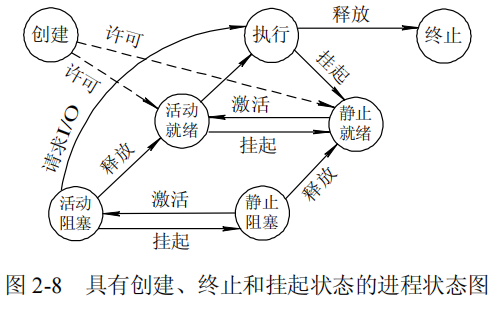 释放
创建
许可
执行
终止
许可
挂起
请求I/O
活动
就绪
激活
静止
就绪
挂起
释放
释放
活动
阻塞
激活
静止
阻塞
挂起
图 2-8 具有创建、终止和挂起状态的进程状态图